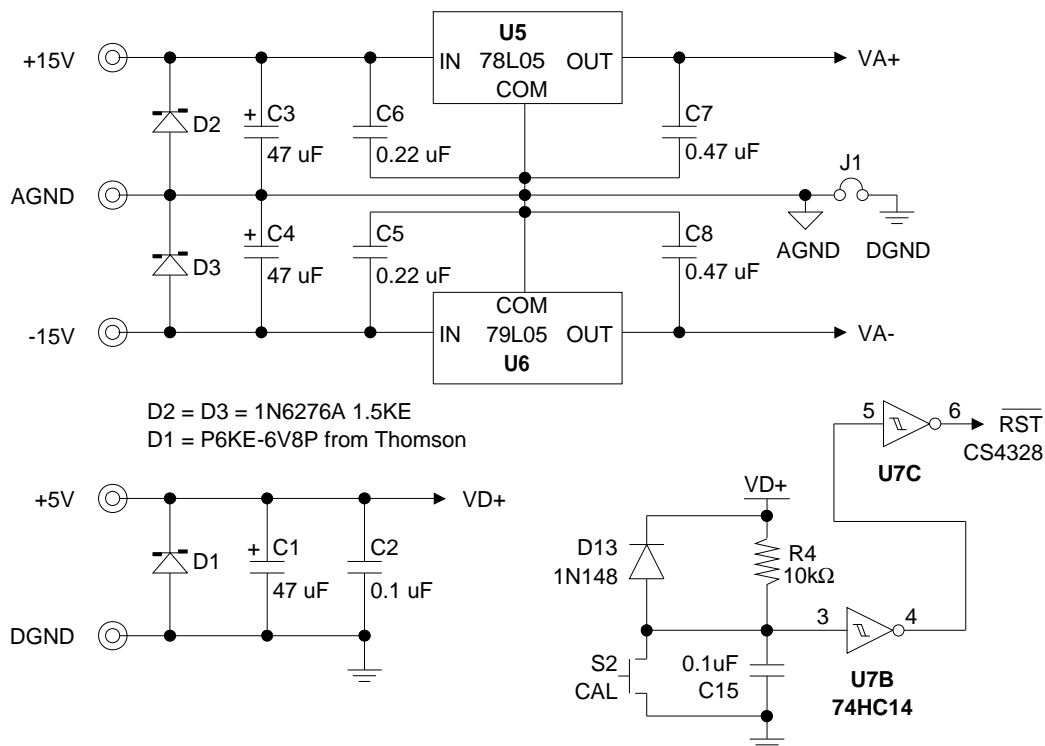 +15V
U5
IN 78L05 OUT
COM
VA+
D2
+ C3
47 uF
C6
0.22 uF
C7
0.47 uF
AGND
J1
AGND
DGND
D3
+ C4
47 uF
C5
0.22 uF
C8
0.47 uF
-15V
COM
IN 79L05 OUT
U6
VA-
D2 = D3 = 1N6276A 1.5KE
D1 = P6KE-6V8P from Thomson
+5V
VD+
D1
+ C1
47 uF
C2
0.1 uF
DGND
5
6
RST
CS4328
U7C
VD+
D13
1N148
R4
10kΩ
3
4
S2
CAL
0.1uF
C15
U7B
74HC14